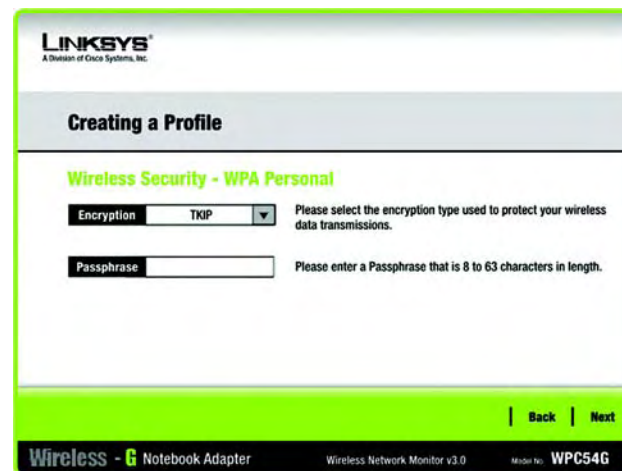 LINKSYS®
A Division of Cisco Systems, Inc.
Creating a Profile
Wireless Security - WPA Personal
Encryption TKIP Please select the encryption type used to protect your wireless
data transmissions.
Passphrase Please enter a Passphrase that is 8 to 63 characters in length.
Back Next
Wireless - G Notebook Adapter Wireless Network Monitor v3.0 Model No. WPC54G